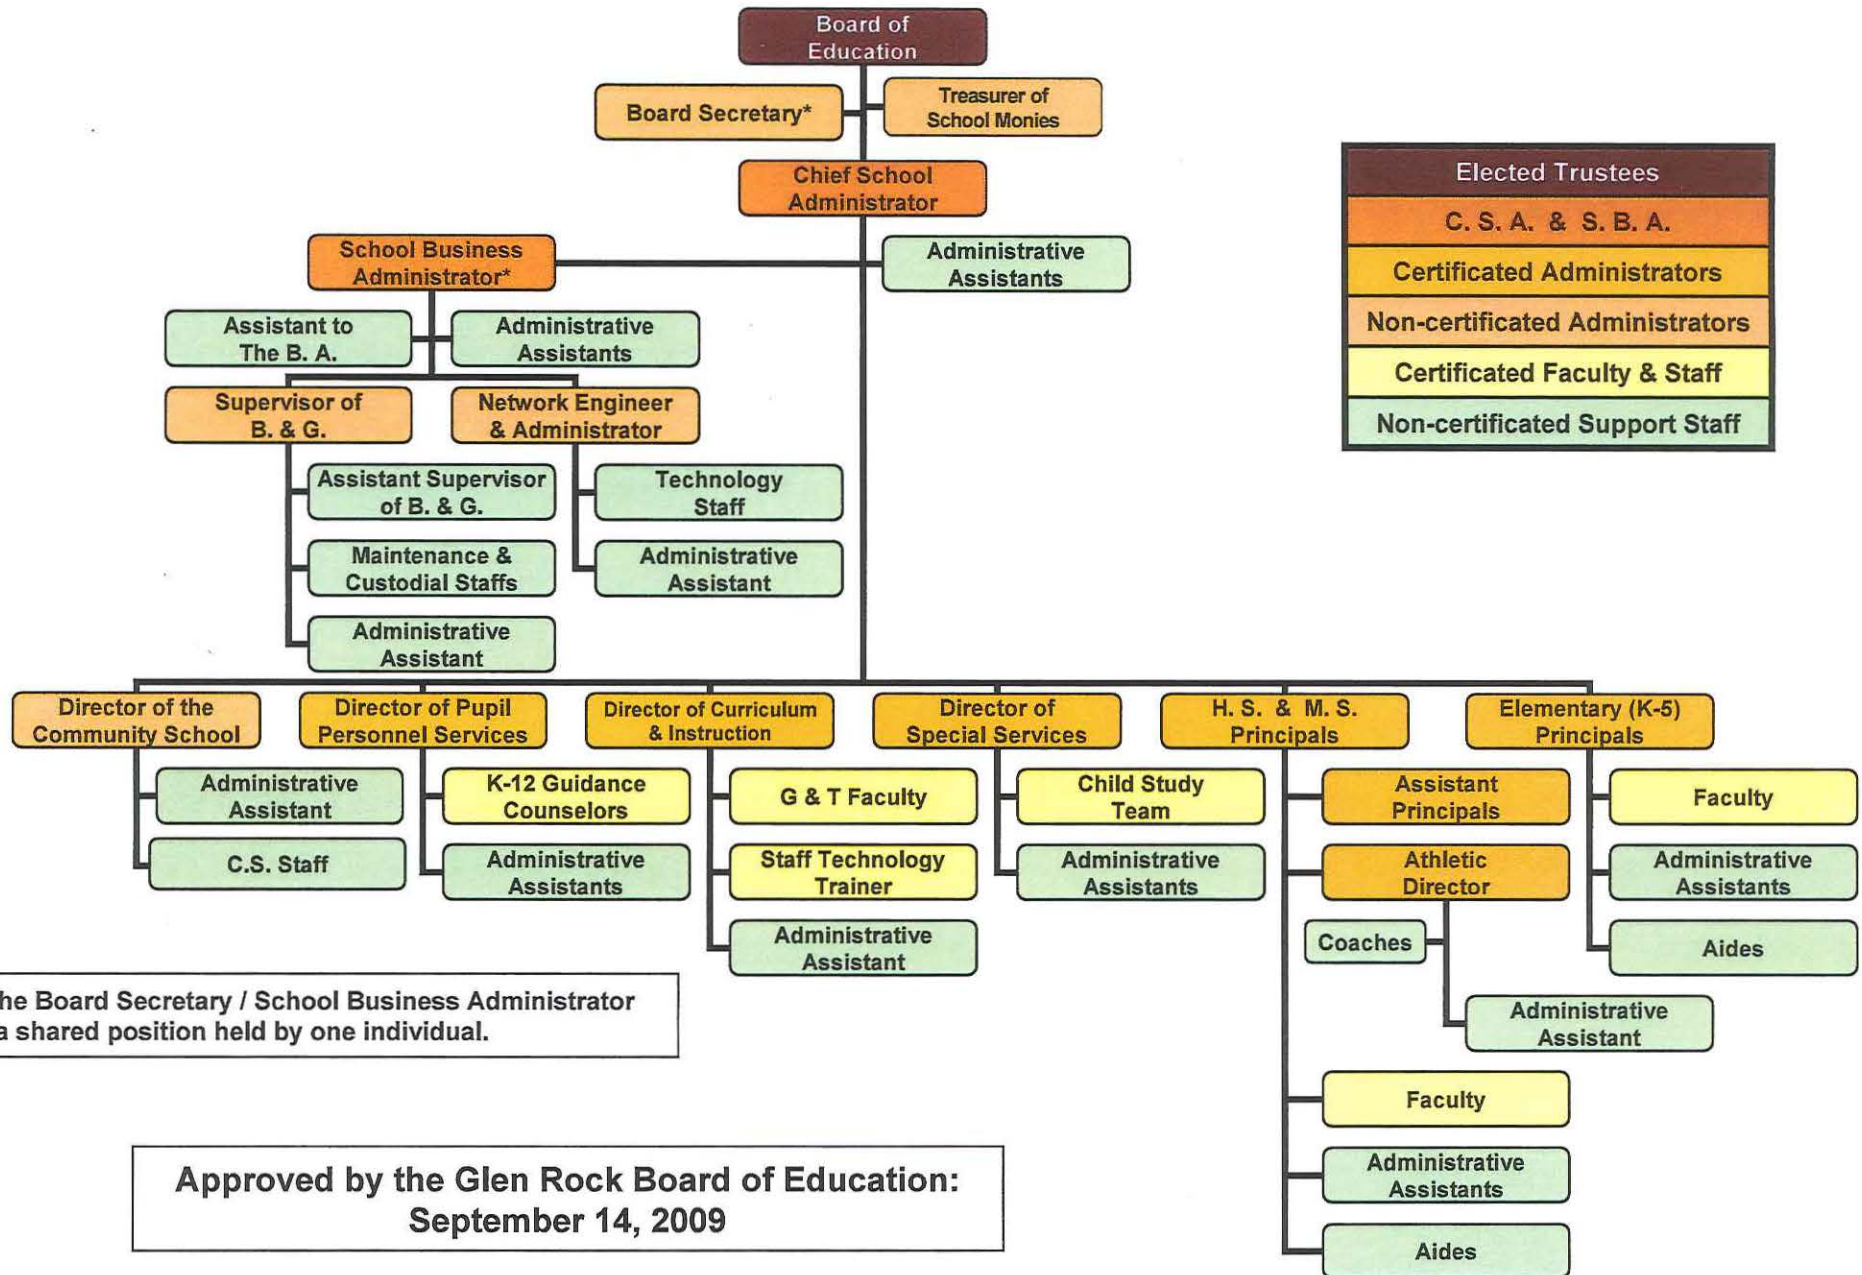 Board of
Education
Board Secretary*
Treasurer of
School Monies
Chief School
Administrator
School Business
Administrator*
Administrative
Assistants
Assistant to
The B. A.
Administrative
Assistants
Supervisor of
B. & G.
Network Engineer
& Administrator
Assistant Supervisor
of B. & G.
Technology
Staff
Maintenance &
Custodial Staffs
Administrative
Assistant
Administrative
Assistant
Elected Trustees
C. S. A. & S. B. A.
Certificated Administrators
Non-certificated Administrators
Certificated Faculty & Staff
Non-certificated Support Staff
Director of the
Community School
Administrative
Assistant
C.S. Staff
Director of Pupil
Personnel Services
K-12 Guidance
Counselors
Administrative
Assistants
Director of Curriculum
& Instruction
G & T Faculty
Staff Technology
Trainer
Administrative
Assistant
Director of
Special Services
Child Study
Team
Administrative
Assistants
H. S. & M. S.
Principals
Assistant
Principals
Athletic
Director
Coaches
Administrative
Assistant
Faculty
Administrative
Assistants
Aides
Elementary (K-5)
Principals
Faculty
Administrative
Assistants
Aides
he Board Secretary / School Business Administrator
a shared position held by one individual.
Approved by the Glen Rock Board of Education:
September 14, 2009